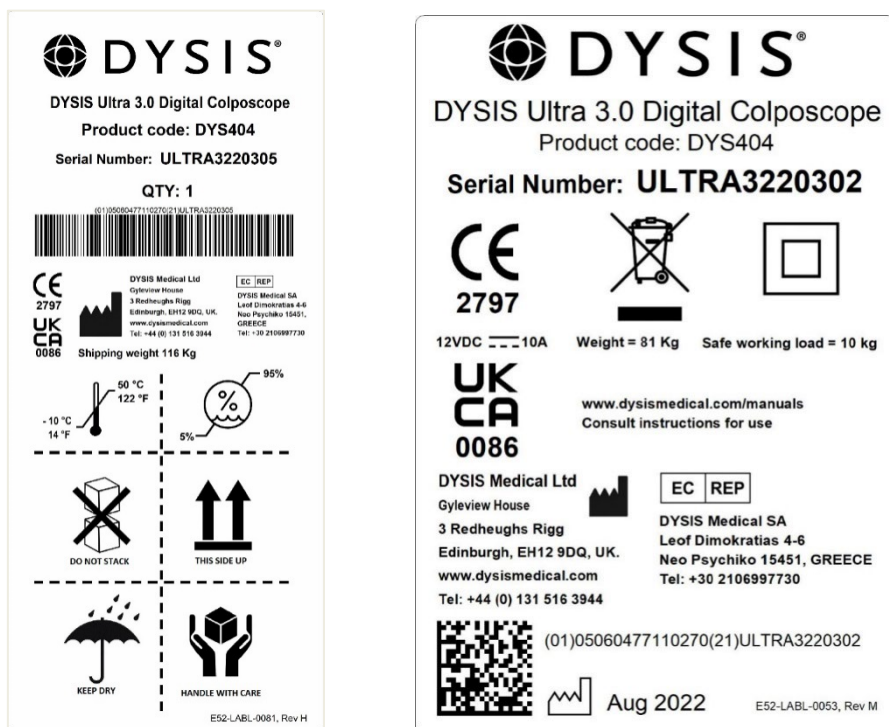 DYSIS®
DYSIS Ultra 3.0 Digital Colposcope
Product code: DYS404
Serial Number: ULTRA3220305
QTY: 1
(01)05060477110270(21)ULTRA3220305
CE
2797
UK
CA
0086
DYSIS Medical Ltd
Gyleview House
3 Redheughs Rigg
Edinburgh, EH12 9DQ, UK.
www.dysismedical.com
Tel: +44 (0) 131 516 3944
EC REP
DYSIS Medical SA
Leof Dimokratias 4-6
Neo Psychiko 15451,
GREECE
Tel: +30 2106997730
Shipping weight 116 Kg
50 °C
122 °F
- 10 °C
14 °F
95%
%
5%
DO NOT STACK
THIS SIDE UP
KEEP DRY
HANDLE WITH CARE
E52-LABL-0081, Rev H
DYSIS®
DYSIS Ultra 3.0 Digital Colposcope
Product code: DYS404
Serial Number: ULTRA3220302
CE
2797
12VDC 10A
Weight = 81 Kg
Safe working load = 10 kg
UK
CA
0086
www.dysismedical.com/manuals
Consult instructions for use
DYSIS Medical Ltd
Gyleview House
3 Redheughs Rigg
Edinburgh, EH12 9DQ, UK.
www.dysismedical.com
Tel: +44 (0) 131 516 3944
EC REP
DYSIS Medical SA
Leof Dimokratias 4-6
Neo Psychiko 15451, GREECE
Tel: +30 2106997730
(01)05060477110270(21)ULTRA3220302
Aug 2022
E52-LABL-0053, Rev M